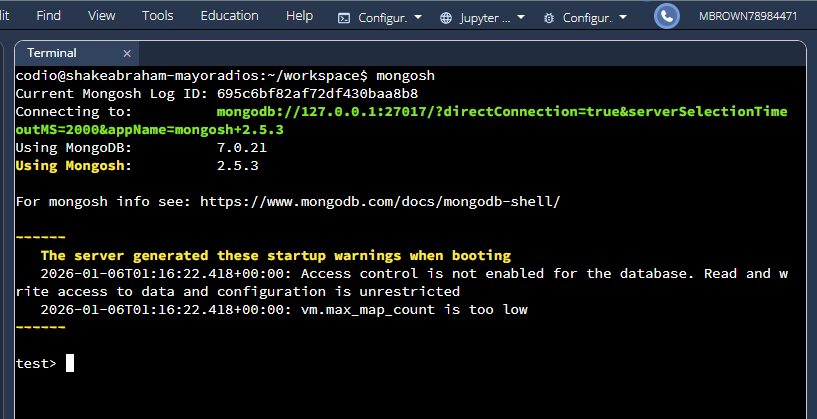 lit Find View Tools Education Help Configur. Jupyter ... Configur. MBROWN78984471
Terminal ×
codio@shakeabraham-mayoradios:~/workspace$ mongosh
Current Mongosh Log ID: 695c6bf82af72df430baa8b8
Connecting to: mongodb://127.0.0.1:27017/?directConnection=true&serverSelectionTime
outMS=2000&appName=mongosh+2.5.3
Using MongoDB: 7.0.21
Using Mongosh: 2.5.3
For mongosh info see: https://www.mongodb.com/docs/mongodb-shell/
------
The server generated these startup warnings when booting
2026-01-06T01:16:22.418+00:00: Access control is not enabled for the database. Read and w
rite access to data and configuration is unrestricted
2026-01-06T01:16:22.418+00:00: vm.max_map_count is too low
------
test>